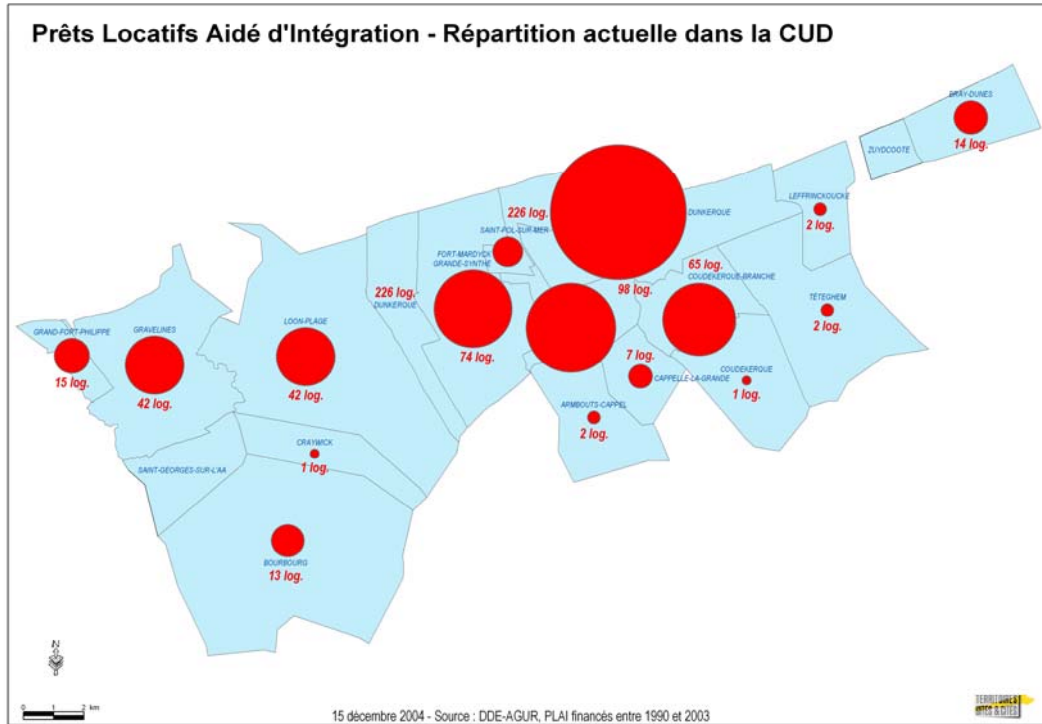 Prêts Locatifs Aidé d'Intégration - Répartition actuelle dans la CUD
BRAY-DUNES
14 log.
ZUYDCOOTE
LEFFRINCKOUCKE
2 log.
226 log.
DUNKERQUE
SAINT-POL-SUR-MER
FORT-MARDYCK
GRANDE-SYNTHE
65 log.
COUDEKERQUE-BRANCHE
98 log.
226 log.
DUNKERQUE
TÉTEGHEM
2 log.
GRAND-FORT-PHILIPPE
15 log.
GRAVELINES
42 log.
LOON-PLAGE
42 log.
74 log.
7 log.
CAPPELLE-LA-GRANDE
COUDEKERQUE
1 log.
ARMBOUTS-CAPPEL
2 log.
CRAYWICK
1 log.
SAINT-GEORGES-SUR-L'AA
BOURBOURG
13 log.
N
0 1 2 km
15 décembre 2004 - Source : DDE-AGUR, PLAI financés entre 1990 et 2003
TERRITOIRES
SITES & CITÉS